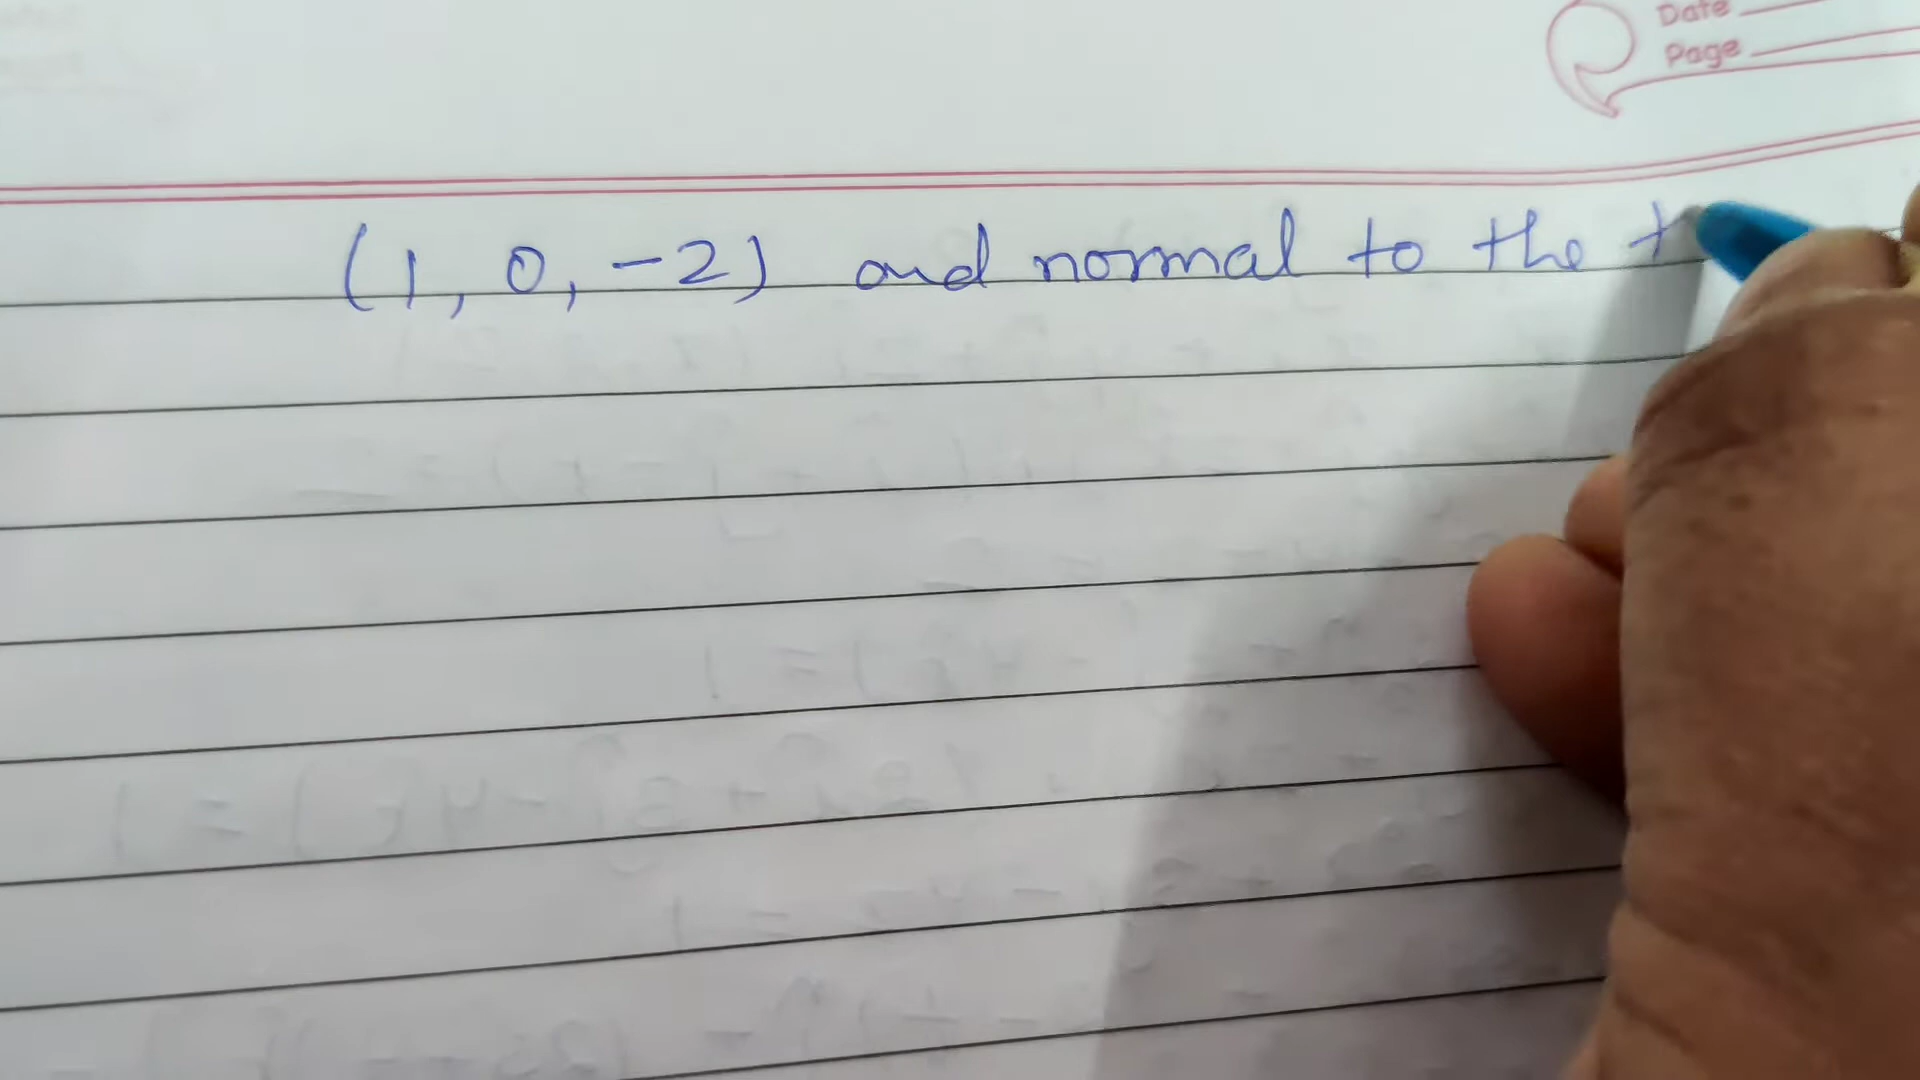 Date
Page
(1, 0, -2) and normal to the